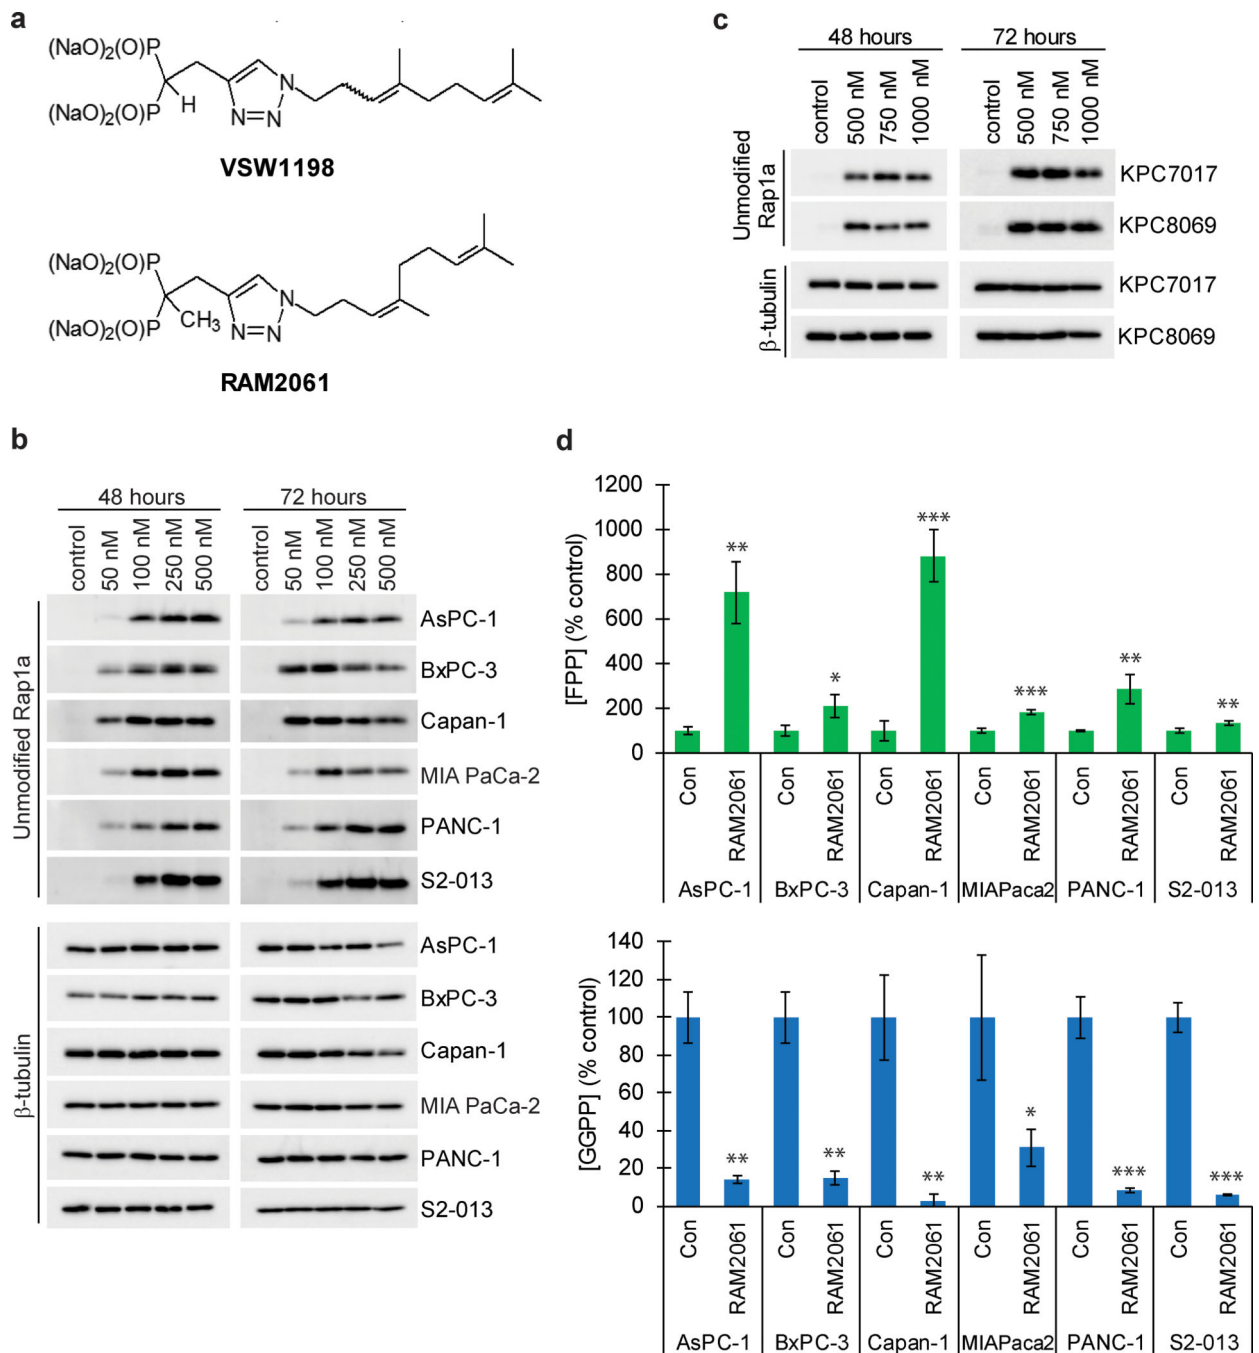 a
(NaO)2(O)P
(NaO)2(O)P
H
N
N=N
VSW1198
(NaO)2(O)P
(NaO)2(O)P
CH3
N
N=N
RAM2061
b
48 hours
72 hours
control
50 nM
100 nM
250 nM
500 nM
control
50 nM
100 nM
250 nM
500 nM
Unmodified Rap1a
AsPC-1
BxPC-3
Capan-1
MIA PaCa-2
PANC-1
S2-013
β-tubulin
AsPC-1
BxPC-3
Capan-1
MIA PaCa-2
PANC-1
S2-013
c
48 hours
72 hours
control
500 nM
750 nM
1000 nM
control
500 nM
750 nM
1000 nM
Unmodified
Rap1a
KPC7017
KPC8069
β-tubulin
KPC7017
KPC8069
d
[FPP] (% control)
1200
1000
800
600
400
200
0
**
*
***
***
**
**
Con
RAM2061
Con
RAM2061
Con
RAM2061
Con
RAM2061
Con
RAM2061
Con
RAM2061
AsPC-1
BxPC-3
Capan-1
MIAPaca2
PANC-1
S2-013
[GGPP] (% control)
140
120
100
80
60
40
20
0
**
**
**
*
***
***
Con
RAM2061
Con
RAM2061
Con
RAM2061
Con
RAM2061
Con
RAM2061
Con
RAM2061
AsPC-1
BxPC-3
Capan-1
MIAPaca2
PANC-1
S2-013